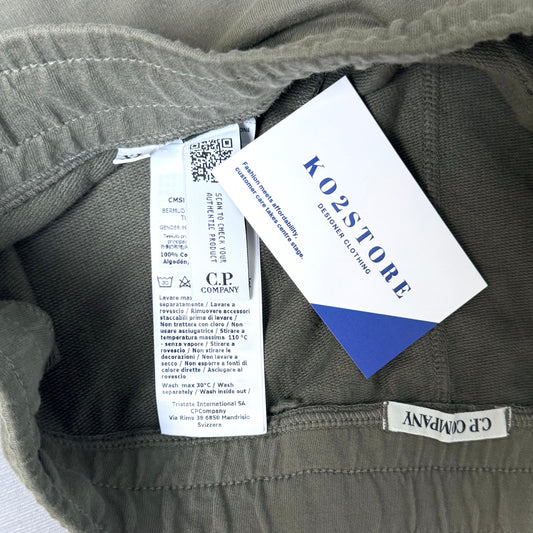 SCAN TO CHECK YOUR
AUTHENTIC PRODUCT
C.P.
COMPANY
CMS
BERMUD
GENDER
100% Co
Algodón,
30
Lavare max
separatamente / Lavare a
rovescio / Rimuovere accessori
staccabili prima di lavare /
Non trattare con cloro / Non
usare asciugatrice / Stirare a
temperatura massima 110 °C
- senza vapore / Non stirare le
decorazioni / Non lavare a
secco / Non esporre a fonti di
calore dirette / Asciugare al
rovescio
Wash max 30°C / Wash
separately / Wash inside out /
Tristate International SA
CPCompany
Via Rime 39 6850 Mendrisio
Svizzera
KO2STORE
DESIGNER CLOTHING
Fashion meets affordability,
customer care takes centre stage.
C.P. COMPANY